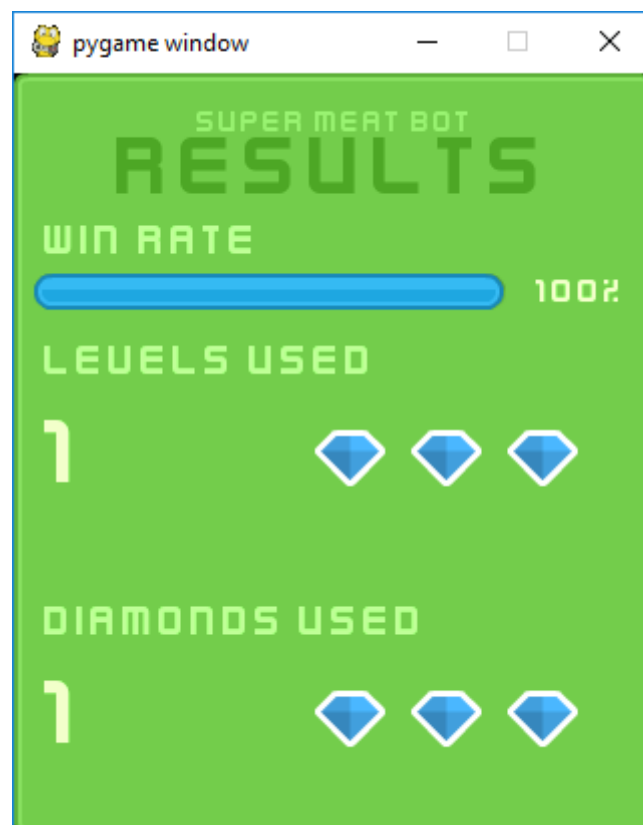 pygame window
SUPER MEAT BOT
RESULTS
WIN RATE
100%
LEVELS USED
1
DIAMONDS USED
1